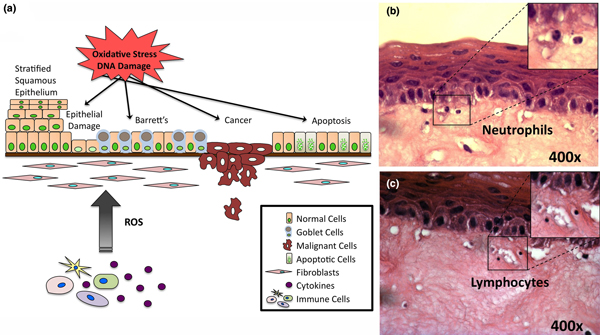 (a)
Oxidative Stress
DNA Damage
Stratified
Squamous
Epithelium
Epithelial
Damage
Barrett's
Cancer
Apoptosis
ROS
Normal Cells
Goblet Cells
Malignant Cells
Apoptotic Cells
Fibroblasts
Cytokines
Immune Cells
(b)
Neutrophils
400x
(c)
Lymphocytes
400x